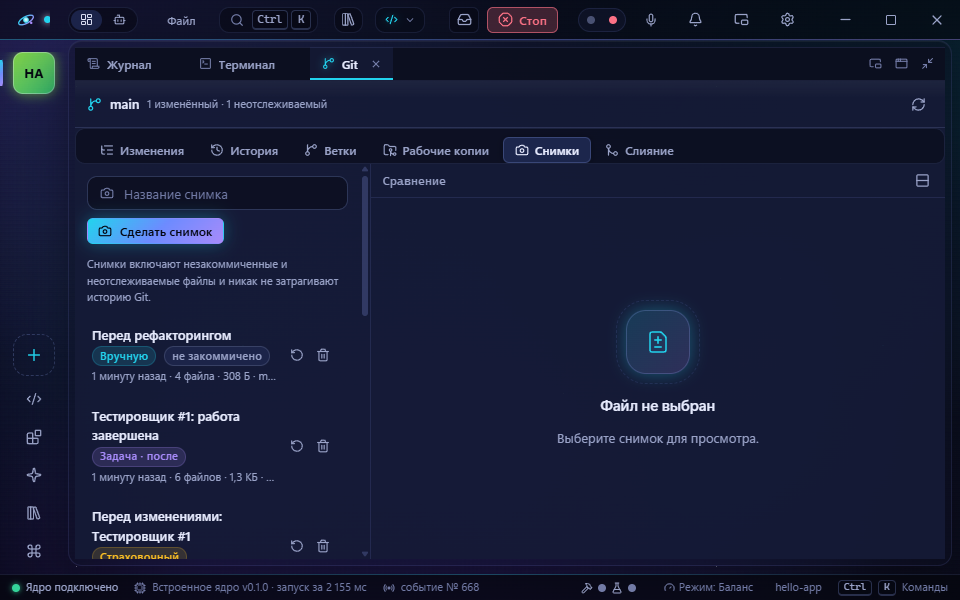 Файл
Ctrl K
</>
Стоп
HA
Журнал
Терминал
Git
main 1 изменённый · 1 неотслеживаемый
Изменения
История
Ветки
Рабочие копии
Снимки
Слияние
Название снимка
Сделать снимок
Снимки включают незакоммиченные и
неотслеживаемые файлы и никак не затрагивают
историю Git.
Перед рефакторингом
Вручную не закоммичено
1 минуту назад · 4 файла · 308 Б · m...
Тестировщик #1: работа
завершена
Задача · после
1 минуту назад · 6 файлов · 1,3 КБ · ...
Перед изменениями:
Тестировщик #1
Страховочный
Сравнение
Файл не выбран
Выберите снимок для просмотра.
Ядро подключено
Встроенное ядро v0.1.0 · запуск за 2 155 мс
событие № 668
Режим: Баланс
hello-app
Ctrl K Команды